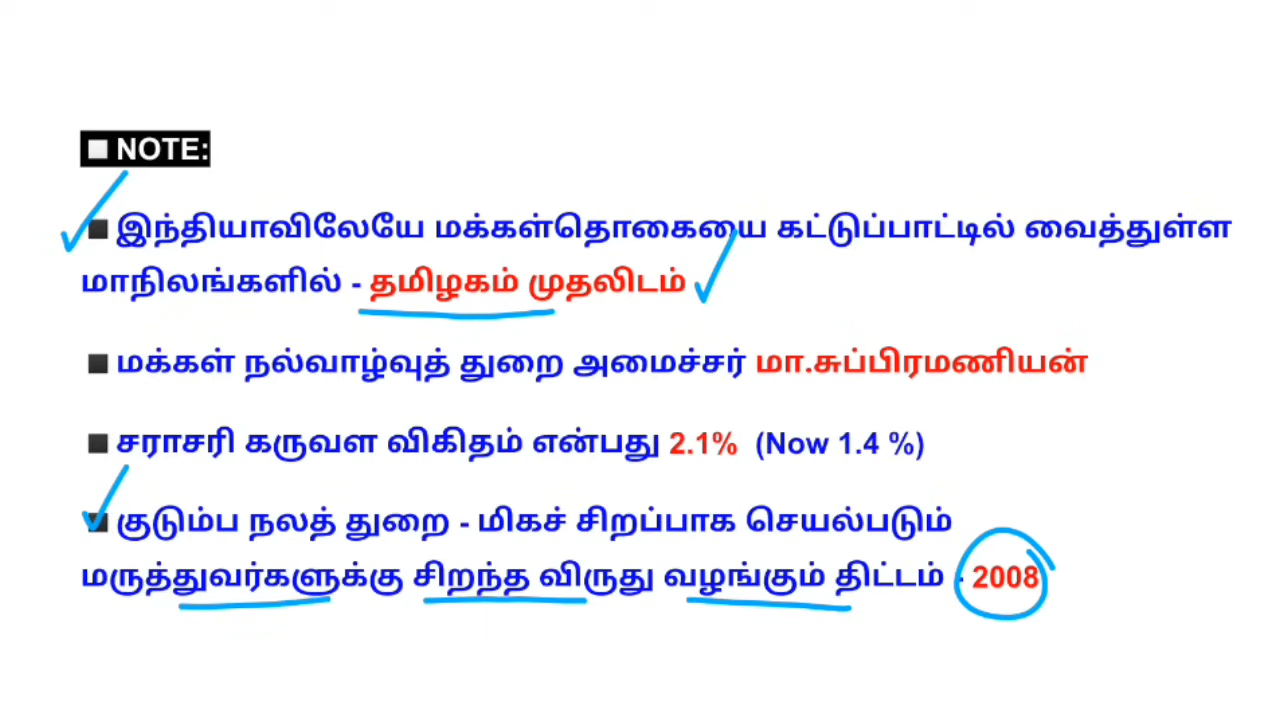 ◻ NOTE:
◾ இந்தியாவிலேயே மக்கள்தொகையை கட்டுப்பாட்டில் வைத்துள்ள
மாநிலங்களில் - தமிழகம் முதலிடம்
◾ மக்கள் நல்வாழ்வுத் துறை அமைச்சர் மா.சுப்பிரமணியன்
◾ சராசரி கருவள விகிதம் என்பது 2.1% (Now 1.4 %)
◾ குடும்ப நலத் துறை - மிகச் சிறப்பாக செயல்படும்
மருத்துவர்களுக்கு சிறந்த விருது வழங்கும் திட்டம் - 2008